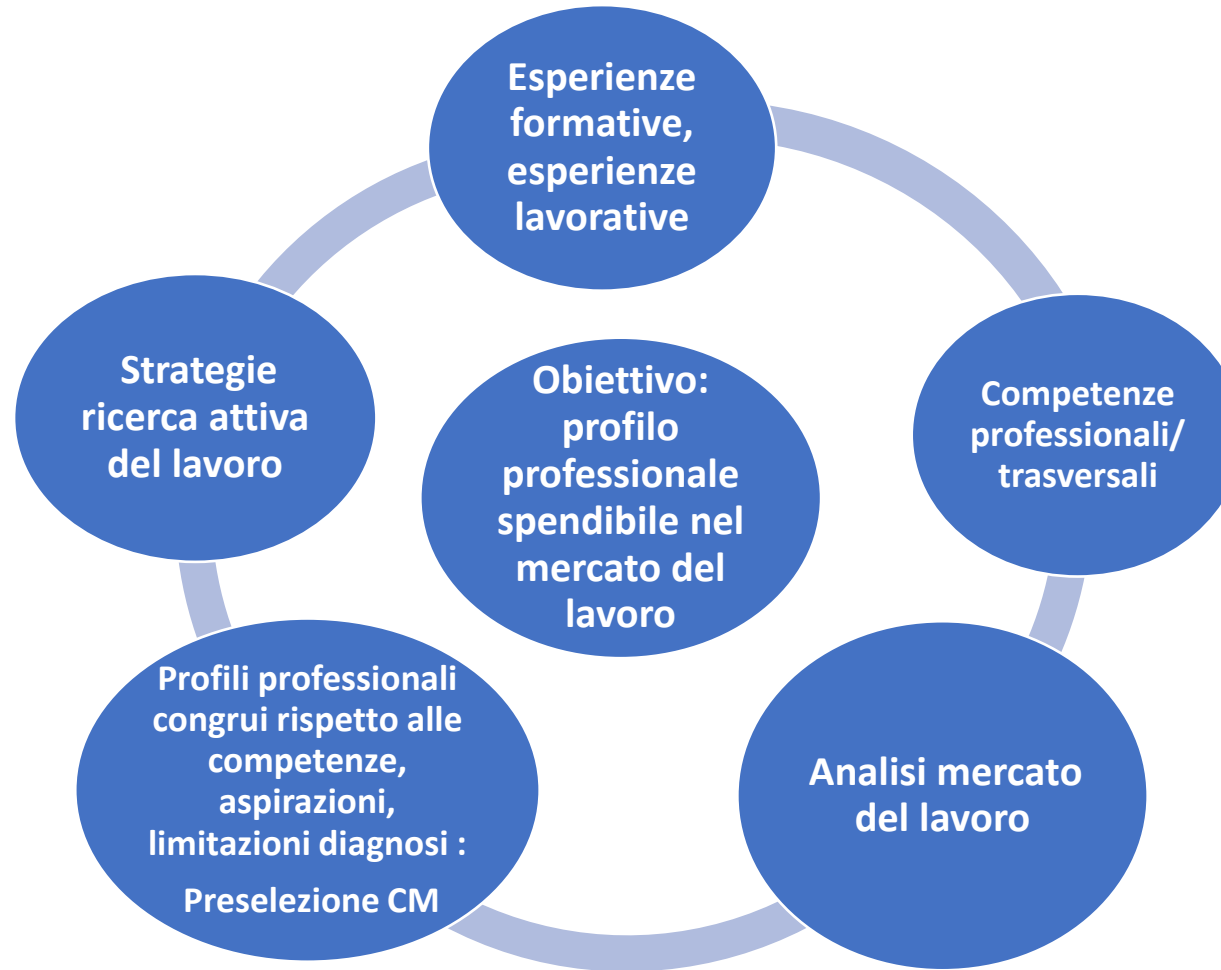 Esperienze
formative,
esperienze
lavorative
Competenze
professionali/
trasversali
Analisi mercato
del lavoro
Profili professionali
congrui rispetto alle
competenze,
aspirazioni,
limitazioni diagnosi :
Preselezione CM
Strategie
ricerca attiva
del lavoro
Obiettivo:
profilo
professionale
spendibile nel
mercato del
lavoro